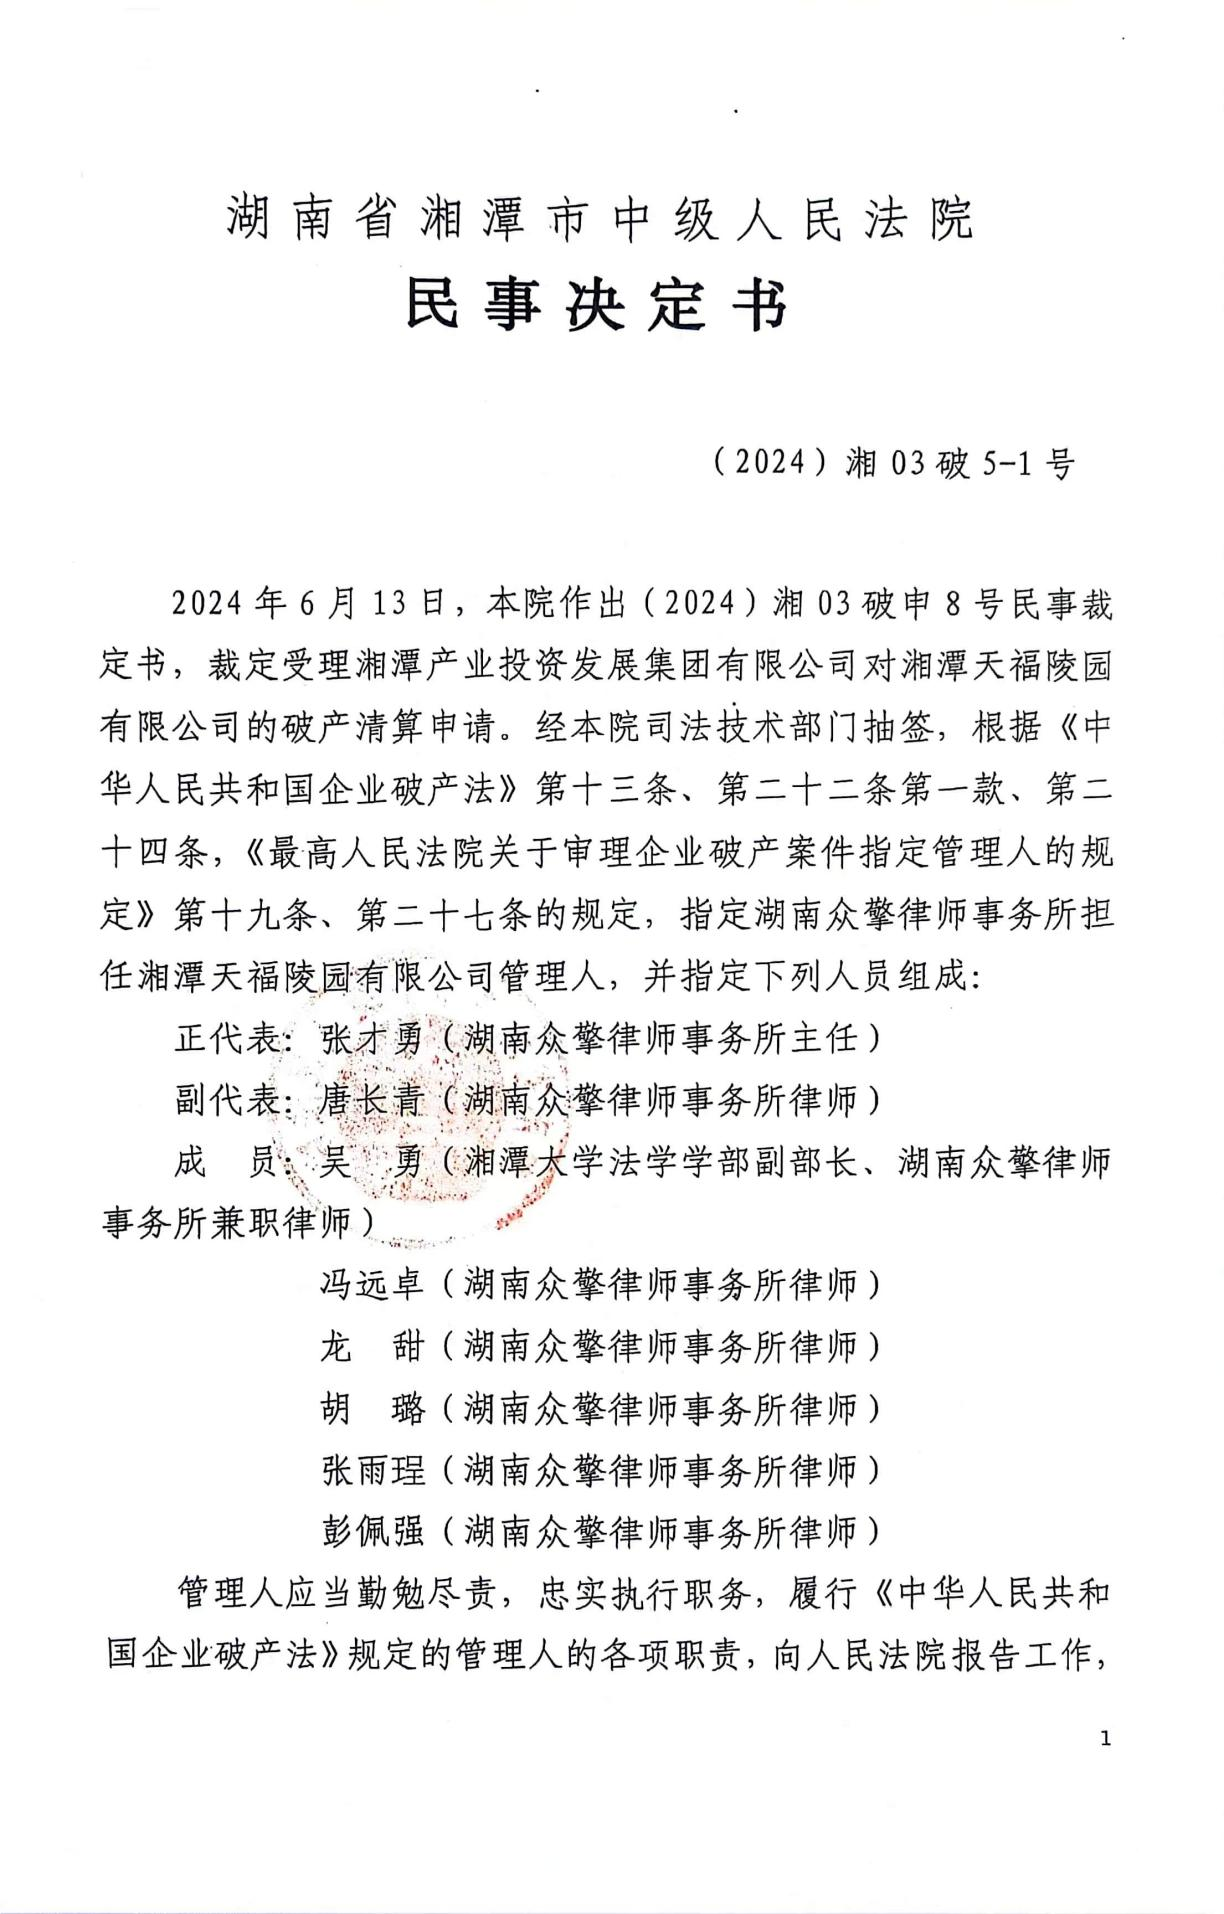 湖南省湘潭市中级人民法院
民事决定书
（2024）湘 03 破 5-1 号
2024 年 6 月 13 日，本院作出（2024）湘 03 破申 8 号民事裁
定书，裁定受理湘潭产业投资发展集团有限公司对湘潭天福陵园
有限公司的破产清算申请。经本院司法技术部门抽签，根据《中
华人民共和国企业破产法》第十三条、第二十二条第一款、第二
十四条，《最高人民法院关于审理企业破产案件指定管理人的规
定》第十九条、第二十七条的规定，指定湖南众擎律师事务所担
任湘潭天福陵园有限公司管理人，并指定下列人员组成：
正代表：张才勇（湖南众擎律师事务所主任）
副代表：唐长青（湖南众擎律师事务所律师）
成　员：吴　勇（湘潭大学法学学部副部长、湖南众擎律师
事务所兼职律师）
冯远卓（湖南众擎律师事务所律师）
龙　甜（湖南众擎律师事务所律师）
胡　璐（湖南众擎律师事务所律师）
张雨珵（湖南众擎律师事务所律师）
彭佩强（湖南众擎律师事务所律师）
管理人应当勤勉尽责，忠实执行职务，履行《中华人民共和
国企业破产法》规定的管理人的各项职责，向人民法院报告工作，
1